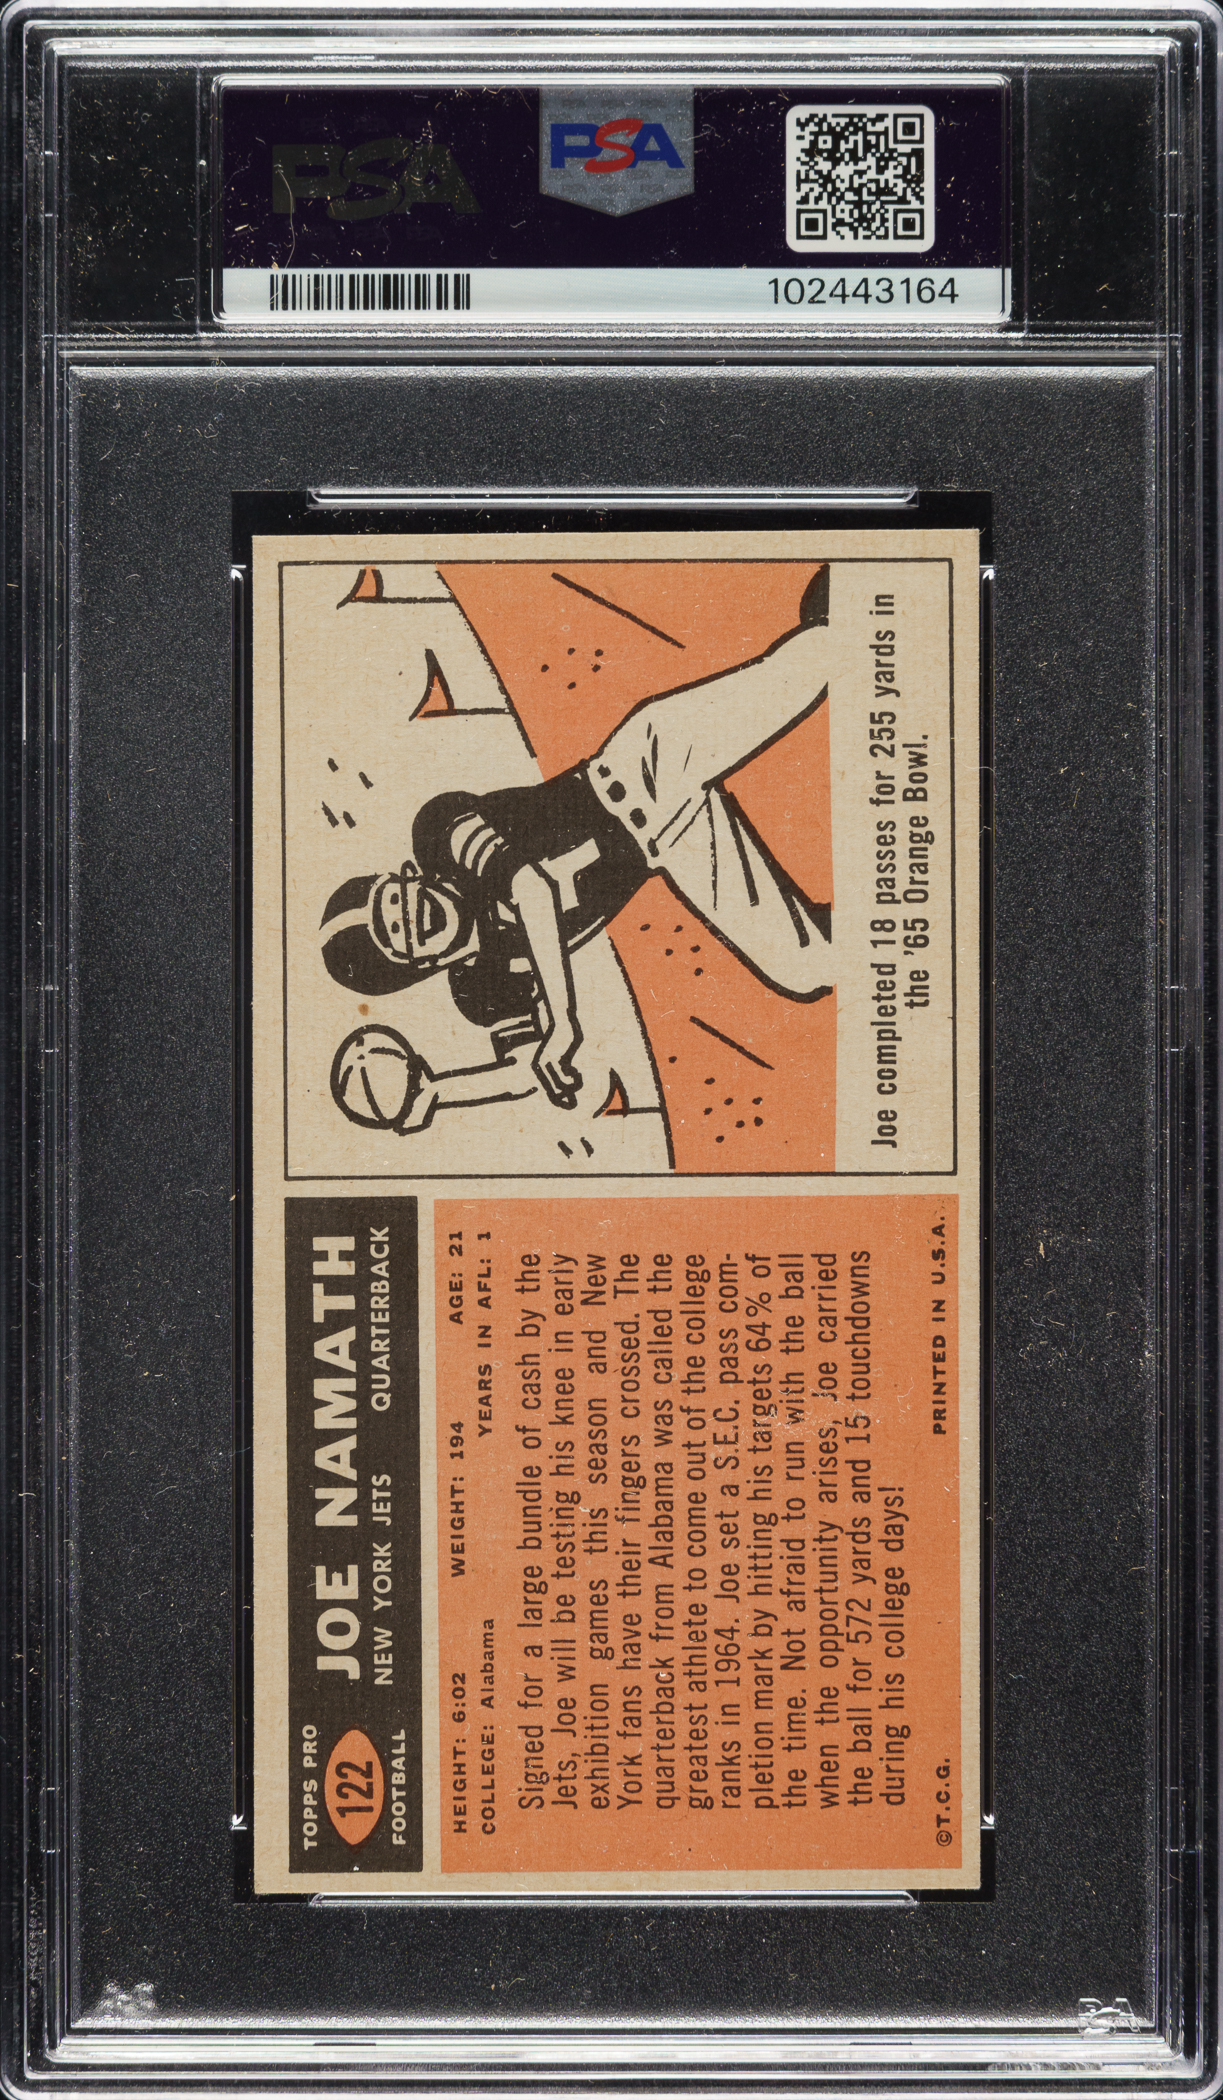 PSA
PSA
102443164
TOPPS PRO
122
FOOTBALL
JOE NAMATH
NEW YORK JETS QUARTERBACK
HEIGHT: 6:02 WEIGHT: 194 AGE: 21
COLLEGE: Alabama YEARS IN AFL: 1
Signed for a large bundle of cash by the
Jets, Joe will be testing his knee in early
exhibition games this season and New
York fans have their fingers crossed. The
quarterback from Alabama was called the
greatest athlete to come out of the college
ranks in 1964. Joe set a S.E.C. pass com-
pletion mark by hitting his targets 64% of
the time. Not afraid to run with the ball
when the opportunity arises, Joe carried
the ball for 572 yards and 15 touchdowns
during his college days!
©T.C.G. PRINTED IN U.S.A.
Joe completed 18 passes for 255 yards in
the '65 Orange Bowl.
PSA